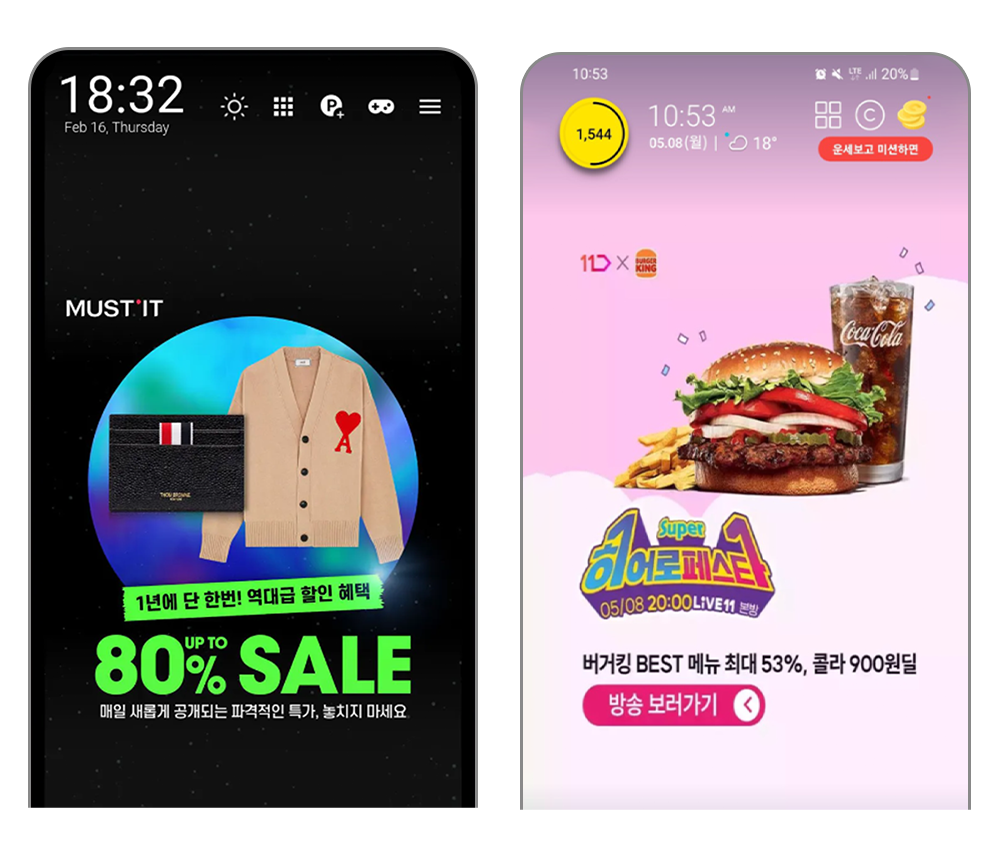 18:32
Feb 16, Thursday
P+
MUST'IT
THOM BROWNE
NEW YORK
A
1년에 단 한번! 역대급 할인 혜택
UP TO
80% SALE
매일 새롭게 공개되는 파격적인 특가, 놓치지 마세요
10:53
LTE
20%
1,544
10:53 AM
05.08(월) | 18°
C
운세보고 미션하면
11 X BURGER KING
Coca-Cola
Super
히어로페스타
05/08 20:00 LiVE11 본방
버거킹 BEST 메뉴 최대 53%, 콜라 900원딜
방송 보러가기